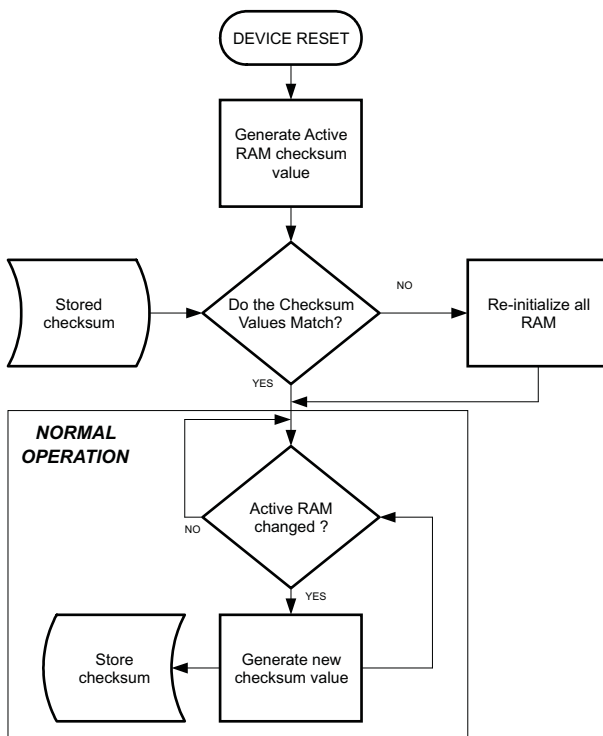 DEVICE RESET
Generate Active
RAM checksum
value
Stored
checksum
Do the Checksum
Values Match?
NO
Re-initialize all
RAM
YES
NORMAL
OPERATION
Active RAM
changed ?
NO
YES
Store
checksum
Generate new
checksum value